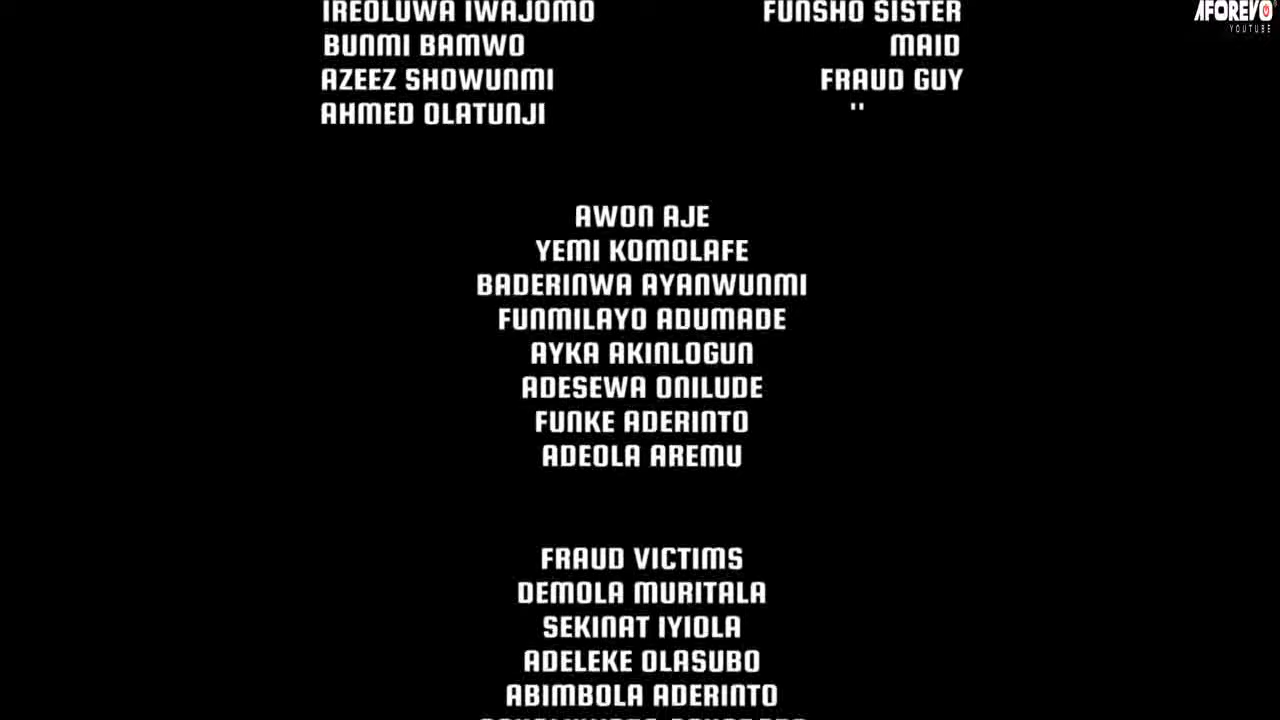 IREOLUWA IWAJOMO FUNSHO SISTER
BUNMI BAMWO MAID
AZEEZ SHOWUNMI FRAUD GUY
AHMED OLATUNJI "
AFOREVO
YOUTUBE
AWON AJE
YEMI KOMOLAFE
BADERINWA AYANWUNMI
FUNMILAYO ADUMADE
AYKA AKINLOGUN
ADESEWA ONILUDE
FUNKE ADERINTO
ADEOLA AREMU
FRAUD VICTIMS
DEMOLA MURITALA
SEKINAT IYIOLA
ADELEKE OLASUBO
ABIMBOLA ADERINTO